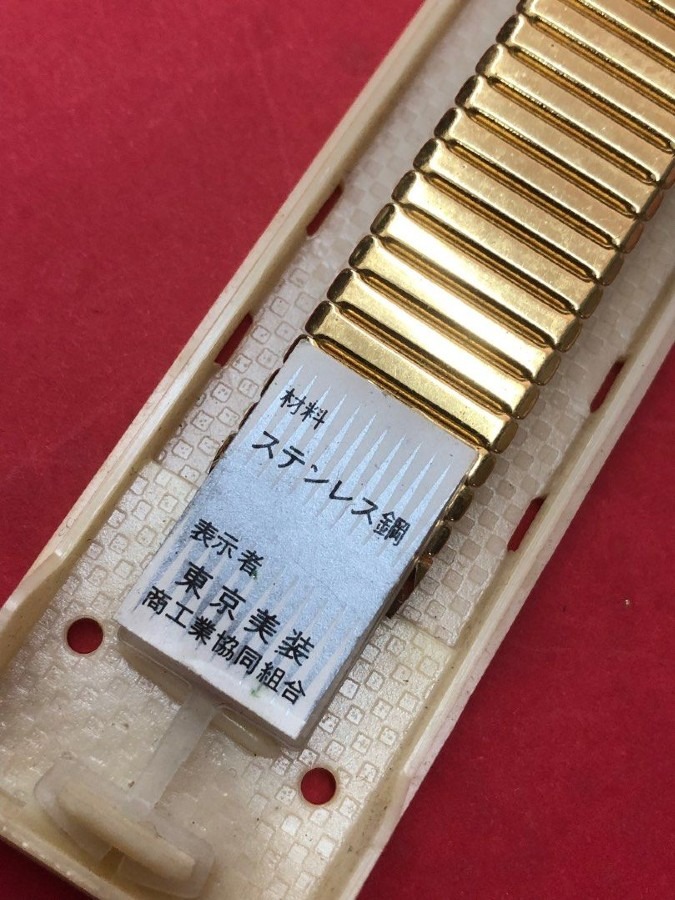 材料
ステンレス鋼
表示者
東京美装
商工業協同組合